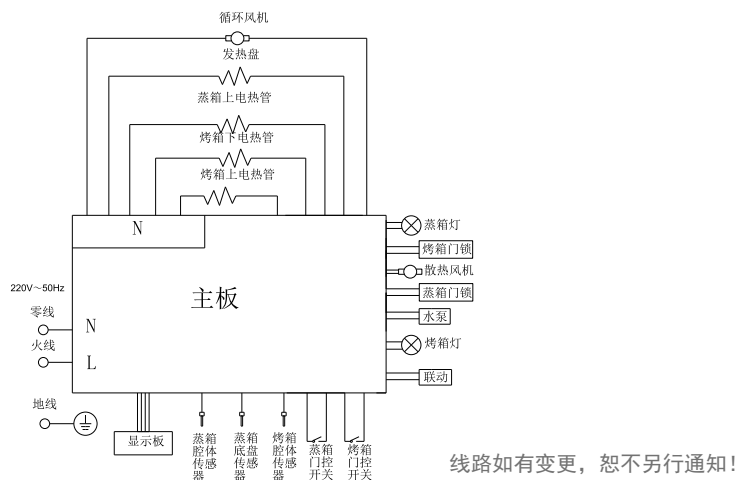 循环风机
发热盘
蒸箱上电热管
烤箱下电热管
烤箱上电热管
N
主板
220V～50Hz
零线
N
火线
L
地线
蒸箱灯
烤箱门锁
散热风机
蒸箱门锁
水泵
烤箱灯
联动
显示板
蒸箱腔体传感器
蒸箱底盘传感器
烤箱腔体传感器
蒸箱门控开关
烤箱门控开关
线路如有变更，恕不另行通知！